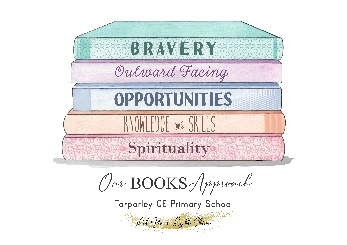 BRAVERY
Outward Facing
OPPORTUNITIES
KNOWLEDGE and SKILLS
Spirituality
Our BOOKS Approach
Tarporley CE Primary School